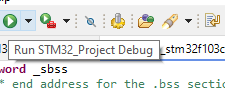 Run STM32_Project Debug
_stm32f103c
word _sbss
* end address for the .bss sectio